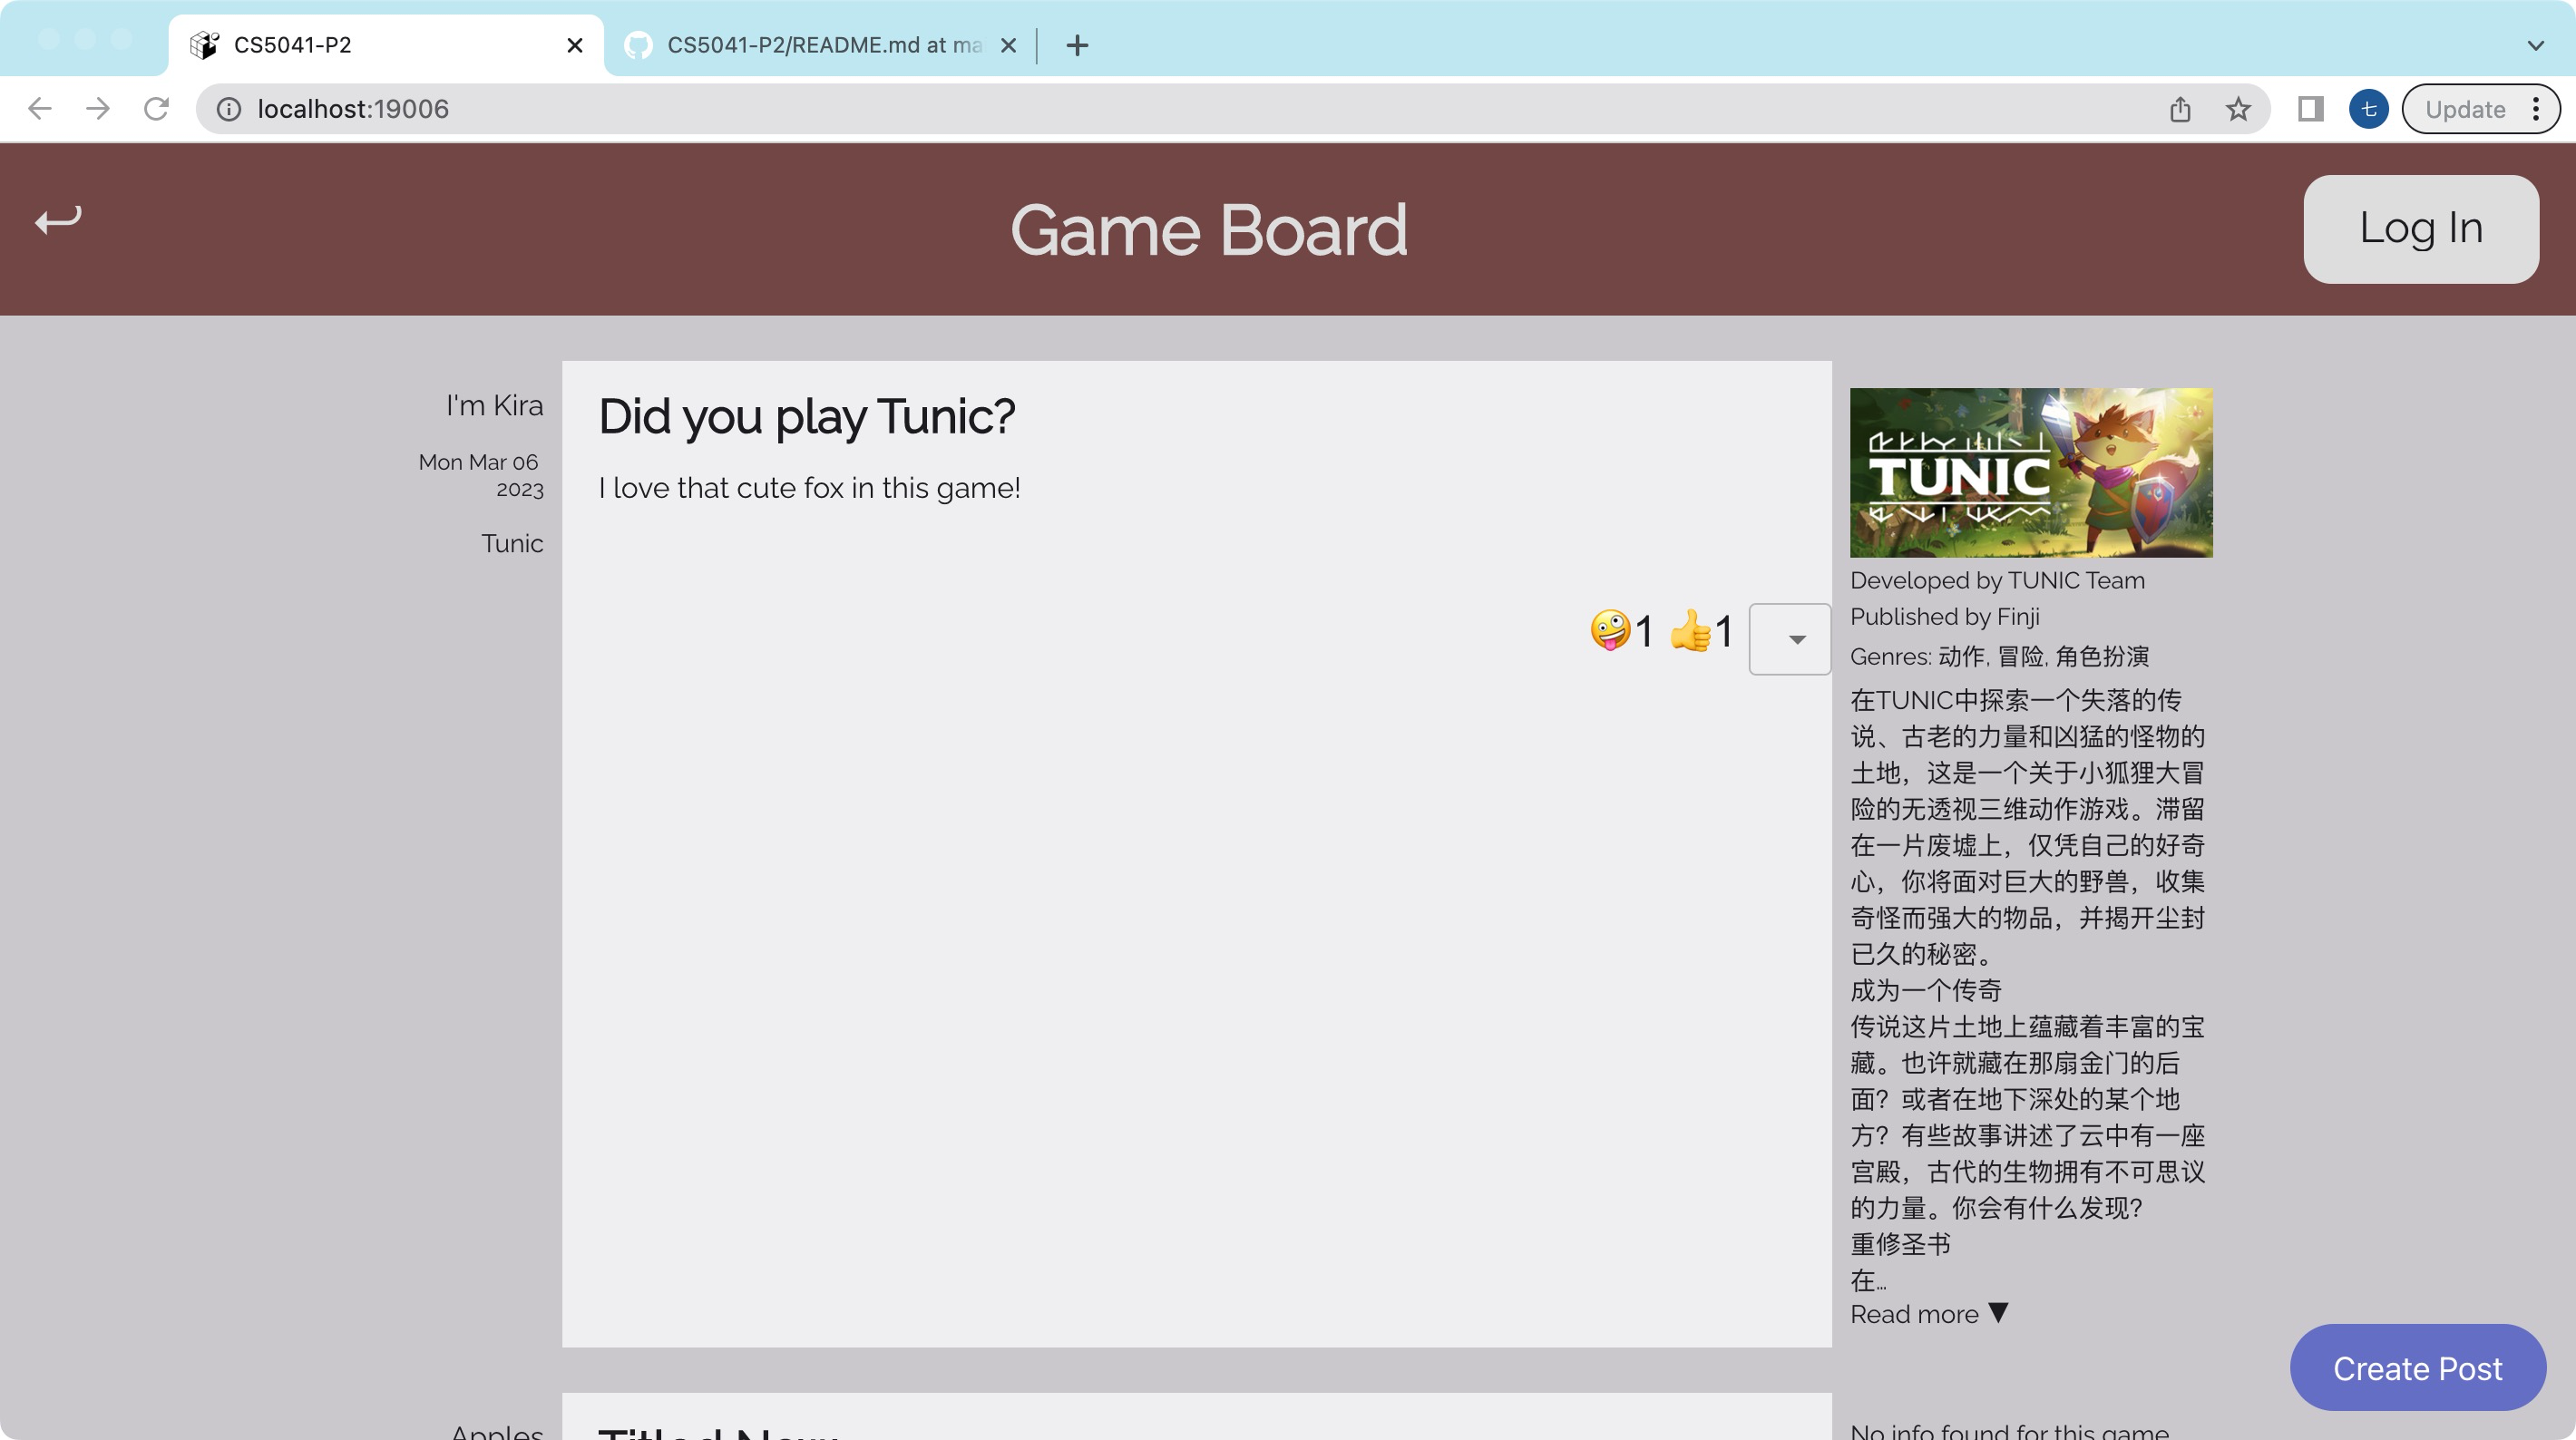 CS5041-P2
CS5041-P2/README.md at ma
localhost:19006
七
Update
Game Board
Log In
I'm Kira
Mon Mar 06
2023
Tunic
Did you play Tunic?
I love that cute fox in this game!
🤪1 👍1
TUNIC
Developed by TUNIC Team
Published by Finji
Genres: 动作, 冒险, 角色扮演
在TUNIC中探索一个失落的传
说、古老的力量和凶猛的怪物的
土地，这是一个关于小狐狸大冒
险的无透视三维动作游戏。滞留
在一片废墟上，仅凭自己的好奇
心，你将面对巨大的野兽，收集
奇怪而强大的物品，并揭开尘封
已久的秘密。
成为一个传奇
传说这片土地上蕴藏着丰富的宝
藏。也许就藏在那扇金门的后
面？或者在地下深处的某个地
方？有些故事讲述了云中有一座
宫殿，古代的生物拥有不可思议
的力量。你会有什么发现？
重修圣书
在...
Read more ▼
Create Post
Apples
No info found for this game